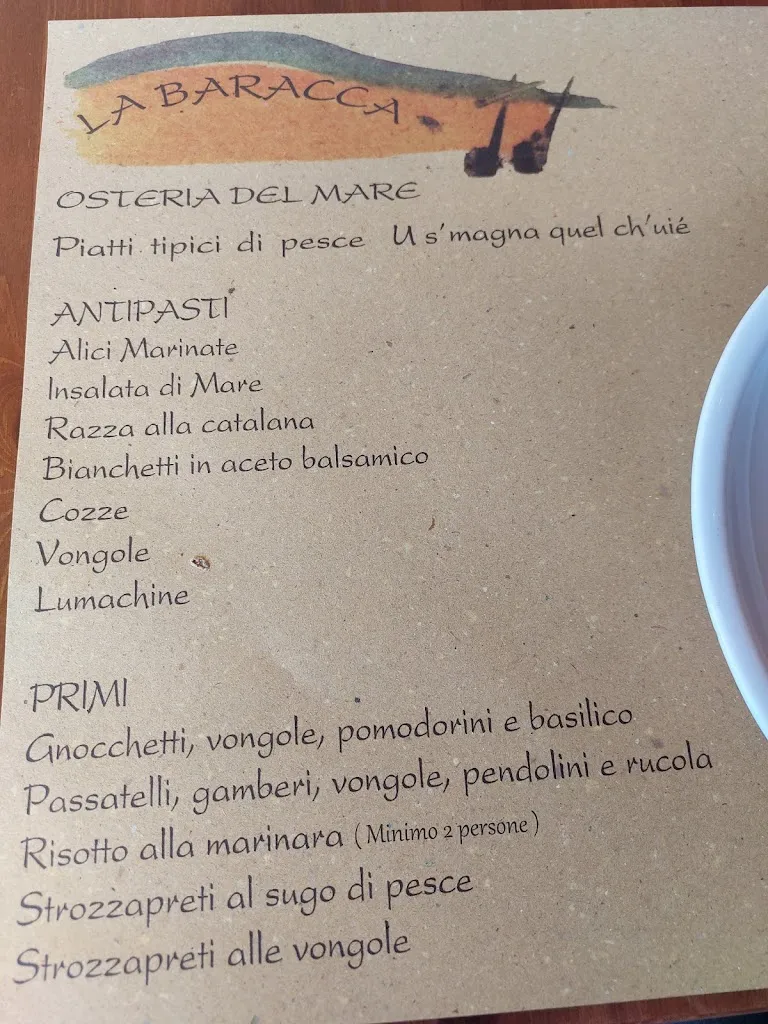 LA BARACCA
OSTERIA DEL MARE
Piatti tipici di pesce U s'magna quel ch'uié
ANTIPASTI
Alici Marinate
Insalata di Mare
Razza alla catalana
Bianchetti in aceto balsamico
Cozze
Vongole
Lumachine
PRIMI
Gnocchetti, vongole, pomodorini e basilico
Passatelli, gamberi, vongole, pendolini e rucola
Risotto alla marinara ( Minimo 2 persone )
Strozzapreti al sugo di pesce
Strozzapreti alle vongole